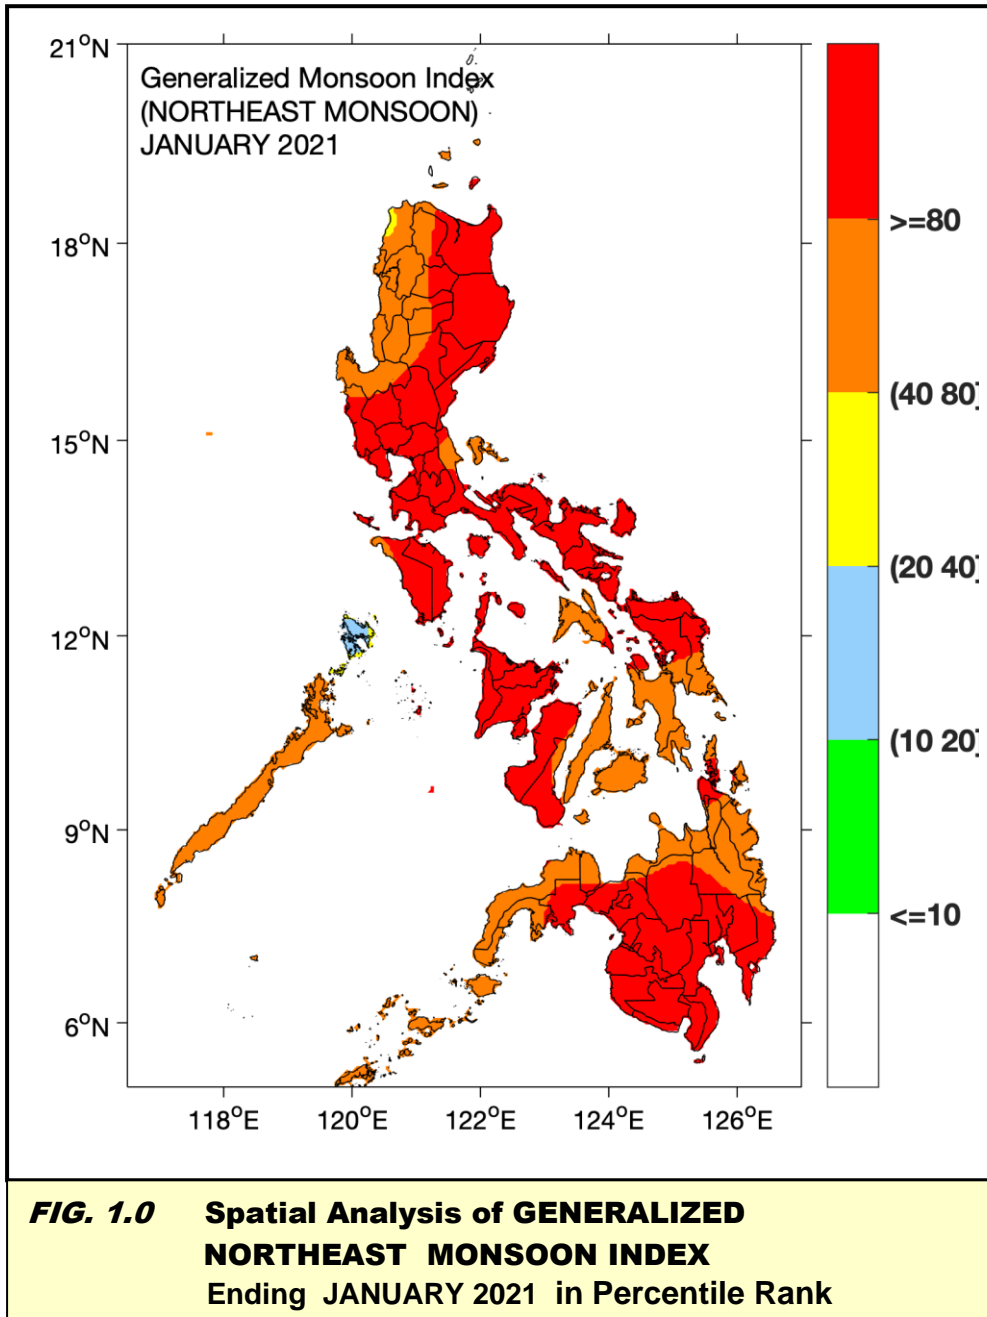 21°N
Generalized Monsoon Index
(NORTHEAST MONSOON)
JANUARY 2021
18°N
15°N
12°N
9°N
6°N
118°E 120°E 122°E 124°E 126°E
>=80
(40 80]
(20 40]
(10 20]
<=10
FIG. 1.0 Spatial Analysis of GENERALIZED
NORTHEAST MONSOON INDEX
Ending JANUARY 2021 in Percentile Rank